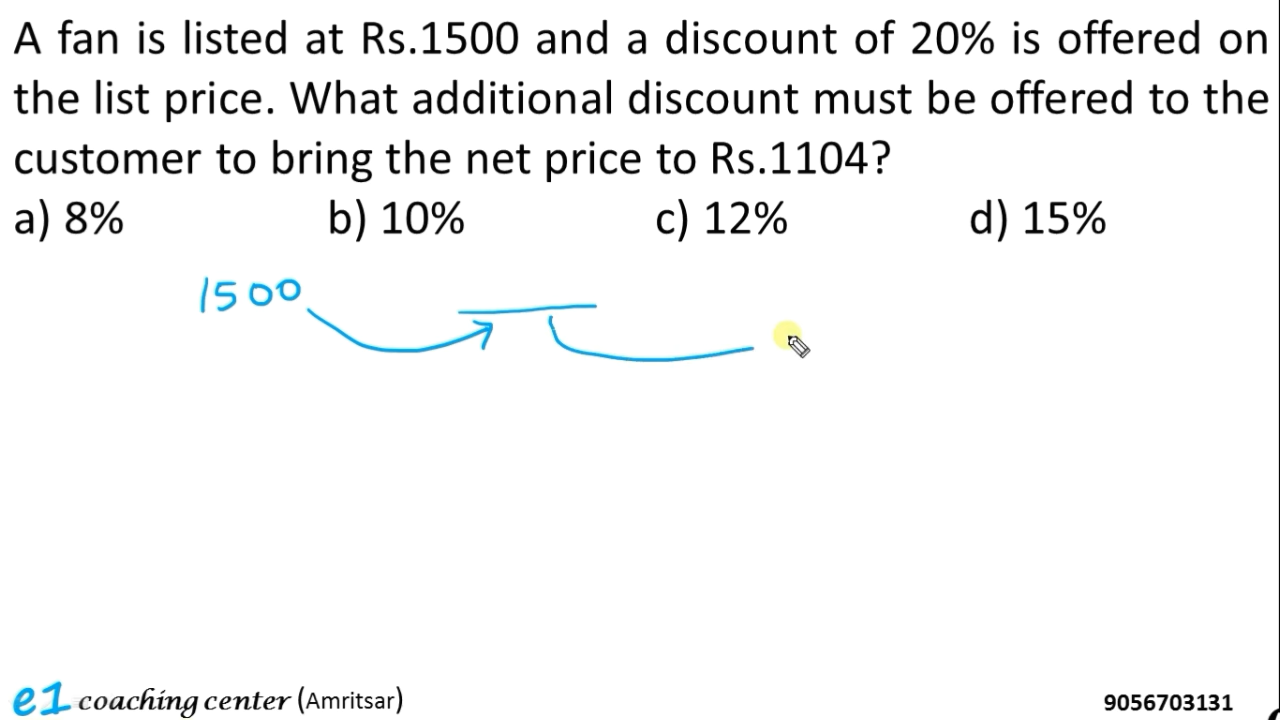 A fan is listed at Rs.1500 and a discount of 20% is offered on
the list price. What additional discount must be offered to the
customer to bring the net price to Rs.1104?
a) 8% b) 10% c) 12% d) 15%
1500
e1 coaching center (Amritsar) 9056703131